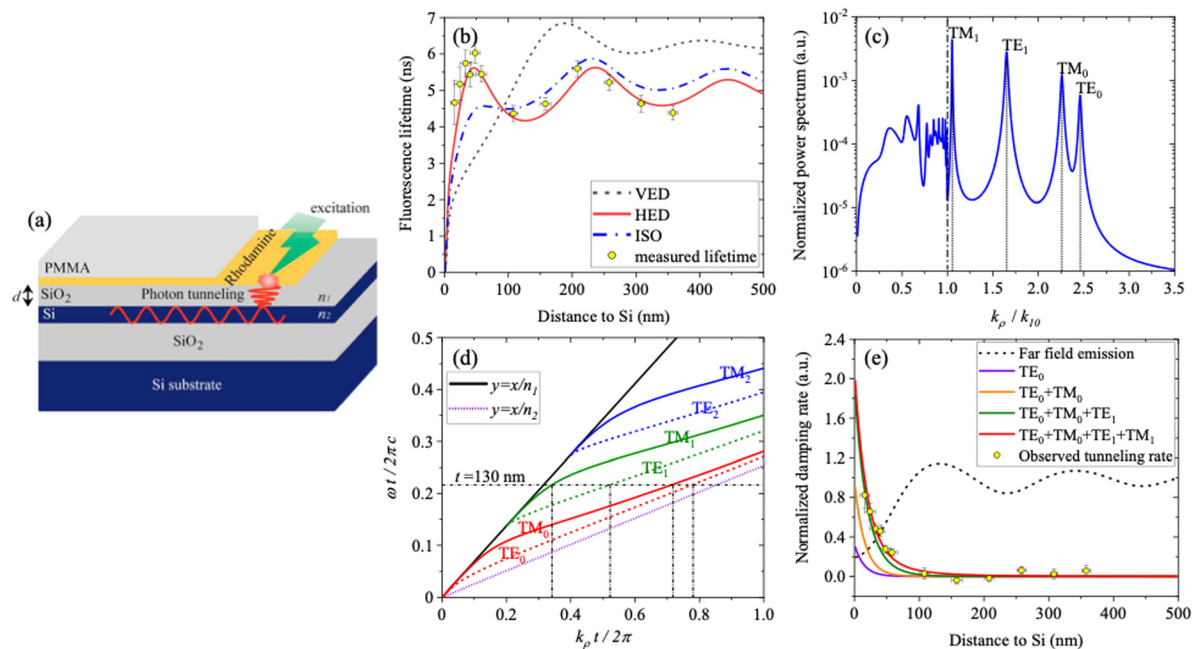 (a)
excitation
Rhodamine
PMMA
d
SiO2
Photon tunneling
n1
Si
n2
SiO2
Si substrate
(b)
Fluorescence lifetime (ns)
8
7
6
5
4
3
2
1
0
VED
HED
ISO
measured lifetime
0 100 200 300 400 500
Distance to Si (nm)
(c)
Normalized power spectrum (a.u.)
10^-2
10^-3
10^-4
10^-5
10^-6
TM1
TE1
TM0
TE0
0.0 0.5 1.0 1.5 2.0 2.5 3.0 3.5
kρ / k10
(d)
ωt / 2πc
0.5
0.4
0.3
0.2
0.1
0
y=x/n1
y=x/n2
TM2
TE2
TM1
TE1
t =130 nm
TM0
TE0
0 0.2 0.4 0.6 0.8 1.0
kρt / 2π
(e)
Normalized damping rate (a.u.)
2.4
2.0
1.6
1.2
0.8
0.4
0.0
Far field emission
TE0
TE0+TM0
TE0+TM0+TE1
TE0+TM0+TE1+TM1
Observed tunneling rate
0 100 200 300 400 500
Distance to Si (nm)